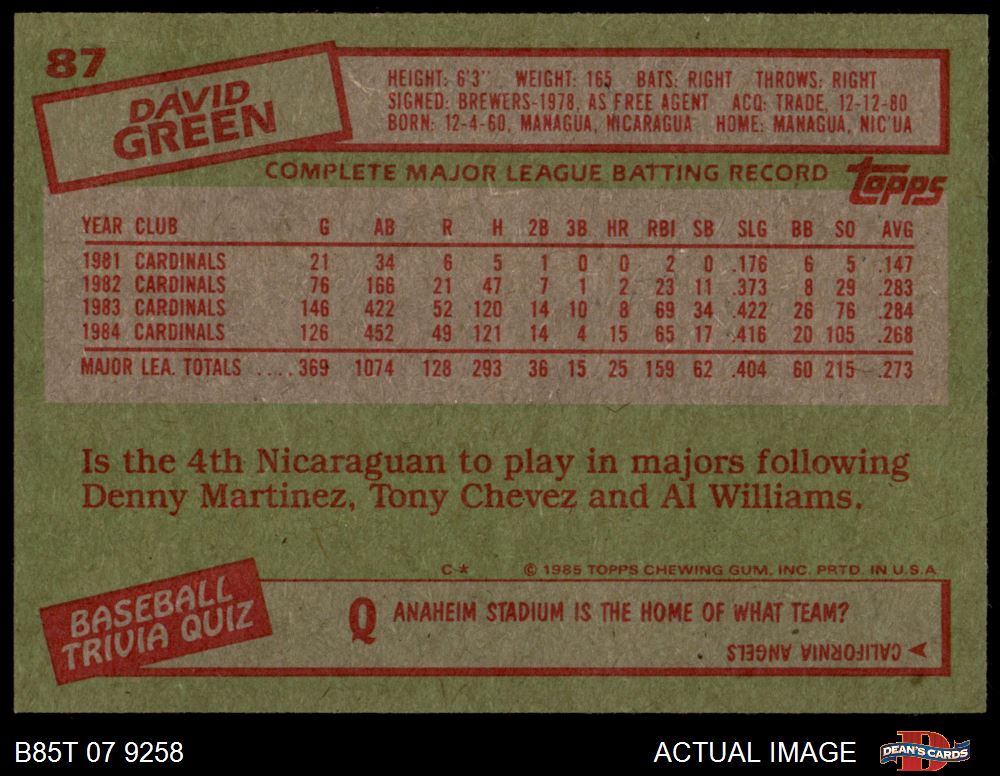 87
DAVID
GREEN
HEIGHT: 6'3" WEIGHT: 165 BATS: RIGHT THROWS: RIGHT
SIGNED: BREWERS-1978, AS FREE AGENT ACQ: TRADE, 12-12-80
BORN: 12-4-60, MANAGUA, NICARAGUA HOME: MANAGUA, NIC'UA
COMPLETE MAJOR LEAGUE BATTING RECORD
topps
YEAR CLUB G AB R H 2B 3B HR RBI SB SLG BB SO AVG
1981 CARDINALS 21 34 6 5 1 0 0 2 0 .176 6 5 .147
1982 CARDINALS 76 166 21 47 7 1 2 23 11 .373 8 29 .283
1983 CARDINALS 146 422 52 120 14 10 8 69 34 .422 26 76 .284
1984 CARDINALS 126 452 49 121 14 4 15 65 17 .416 20 105 .268
MAJOR LEA. TOTALS .... 369 1074 128 293 36 15 25 159 62 .404 60 215 .273
Is the 4th Nicaraguan to play in majors following
Denny Martinez, Tony Chevez and Al Williams.
C* © 1985 TOPPS CHEWING GUM, INC. PRTD. IN U.S.A.
BASEBALL
TRIVIA QUIZ
Q ANAHEIM STADIUM IS THE HOME OF WHAT TEAM?
CALIFORNIA ANGELS
B85T 07 9258 ACTUAL IMAGE DEAN'S CARDS